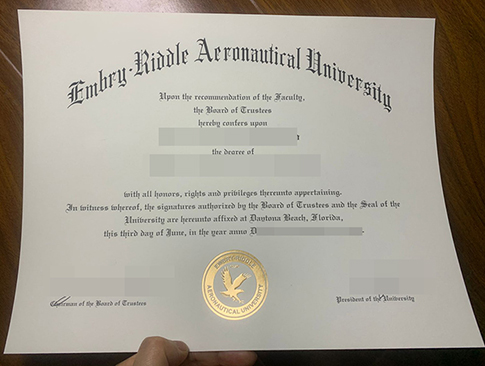 Embry-Riddle Aeronautical University
Upon the recommendation of the Faculty,
the Board of Trustees
hereby confers upon
the degree of
with all honors, rights and privileges thereunto appertaining.
In witness whereof, the signatures authorized by the Board of Trustees and the Seal of the
University are hereunto affixed at Daytona Beach, Florida,
this third day of June, in the year anno D
EMBRY-RIDDLE
AERONAUTICAL UNIVERSITY
Chairman of the Board of Trustees
President of the University